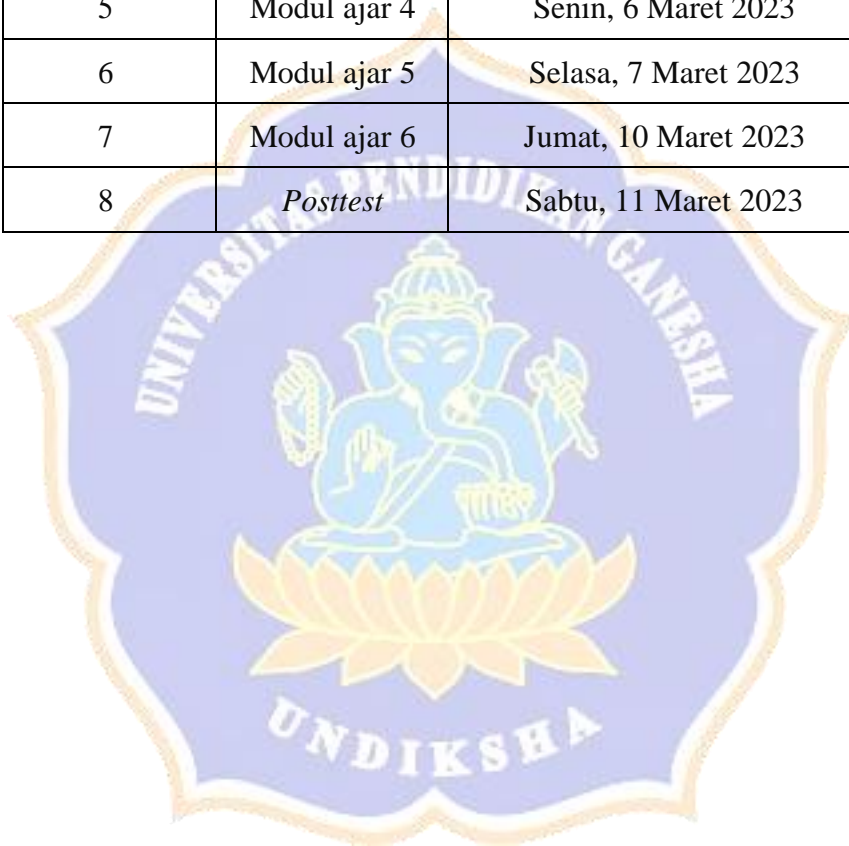 5 Modul ajar 4 Senin, 6 Maret 2023
6 Modul ajar 5 Selasa, 7 Maret 2023
7 Modul ajar 6 Jumat, 10 Maret 2023
8 Posttest Sabtu, 11 Maret 2023
UNIVERSITAS PENDIDIKAN GANESHA
UNDIKSHA